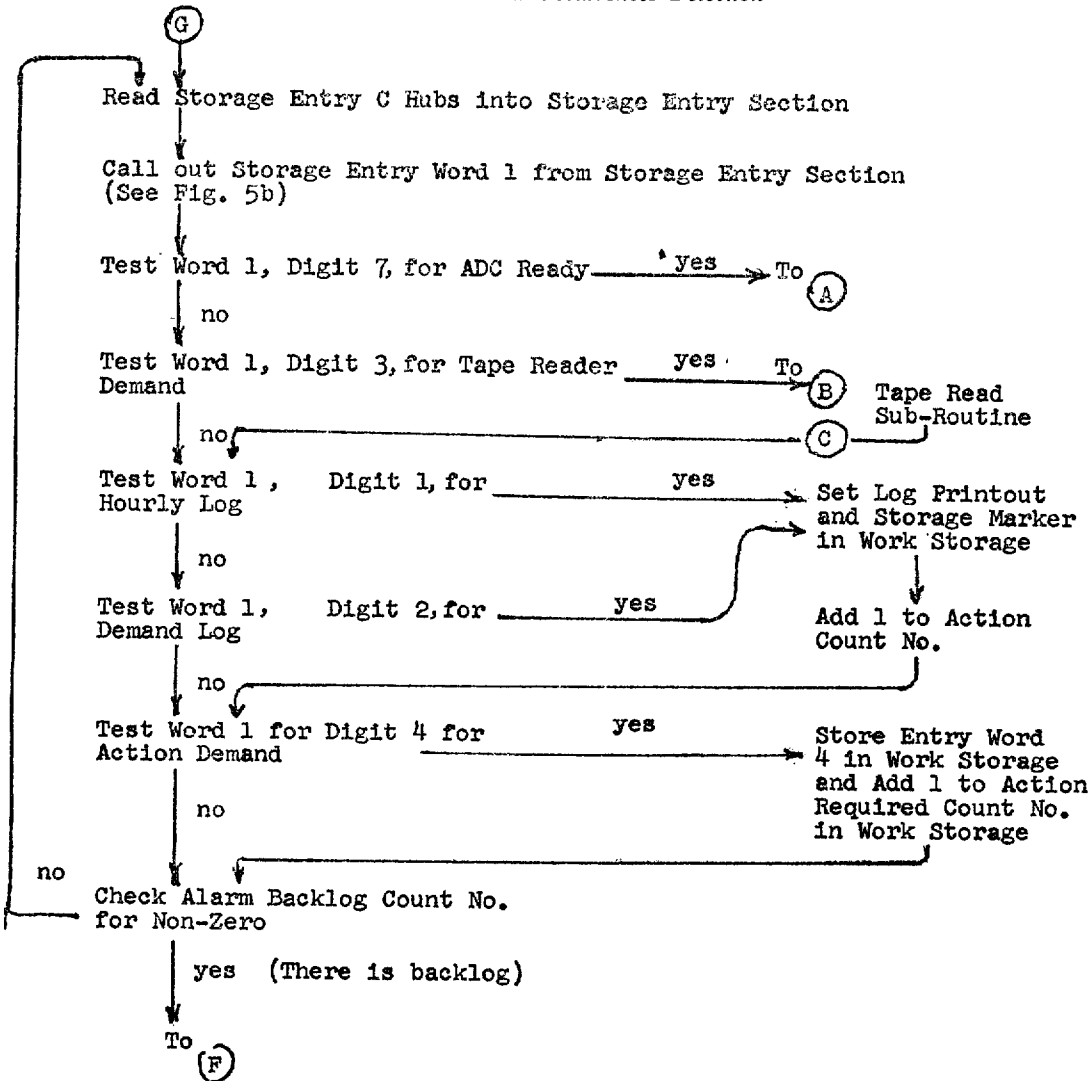 G
Read Storage Entry C Hubs into Storage Entry Section
Call out Storage Entry Word 1 from Storage Entry Section
(See Fig. 5b)
Test Word 1, Digit 7, for ADC Ready yes To
A
no
Test Word 1, Digit 3, for Tape Reader yes To
Demand
B
Tape Read
Sub-Routine
no
C
Test Word 1, Digit 1, for yes
Hourly Log
Set Log Printout
and Storage Marker
in Work Storage
no
Test Word 1, Digit 2, for yes
Demand Log
Add 1 to Action
Count No.
no
Test Word 1 for Digit 4 for yes
Action Demand
Store Entry Word
4 in Work Storage
and Add 1 to Action
Required Count No.
in Work Storage
no
no
Check Alarm Backlog Count No.
for Non-Zero
yes (There is backlog)
To
F